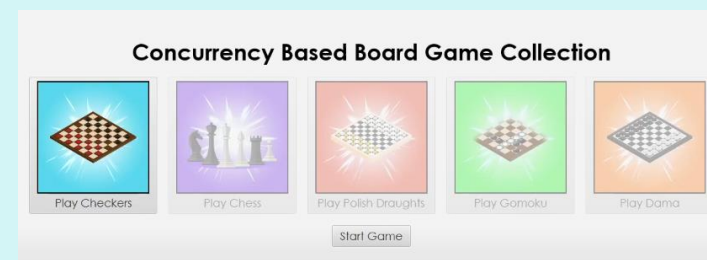 Concurrency Based Board Game Collection
Play Checkers
Play Chess
Play Polish Draughts
Play Gomoku
Play Dama
Start Game